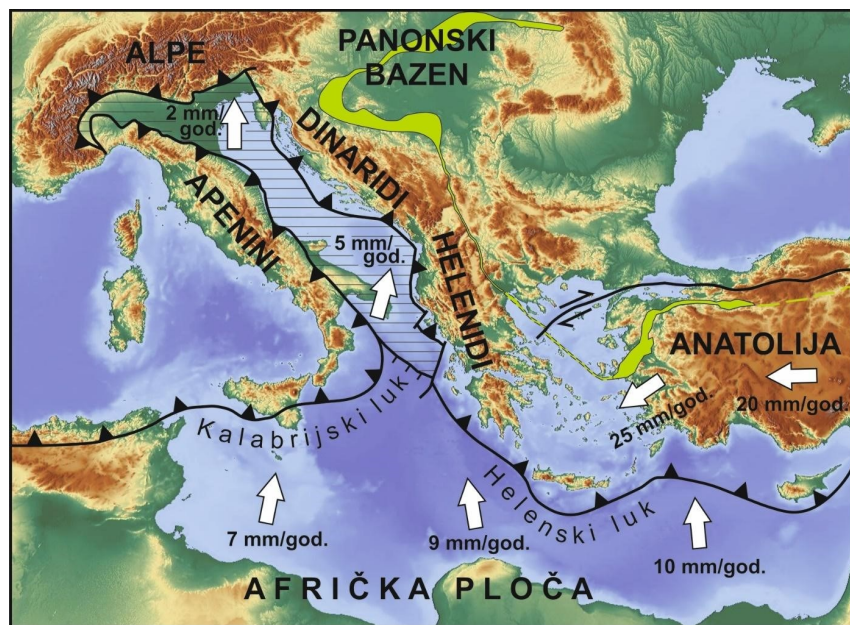 ALPE
PANONSKI
BAZEN
2 mm/
god.
DINARIDI
APENINI
5 mm/
god.
HELENIDI
ANATOLIJA
20 mm/god.
25 mm/god.
Kalabrijski luk
Helenski luk
7 mm/god.
9 mm/god.
10 mm/god.
AFRIČKA PLOČA